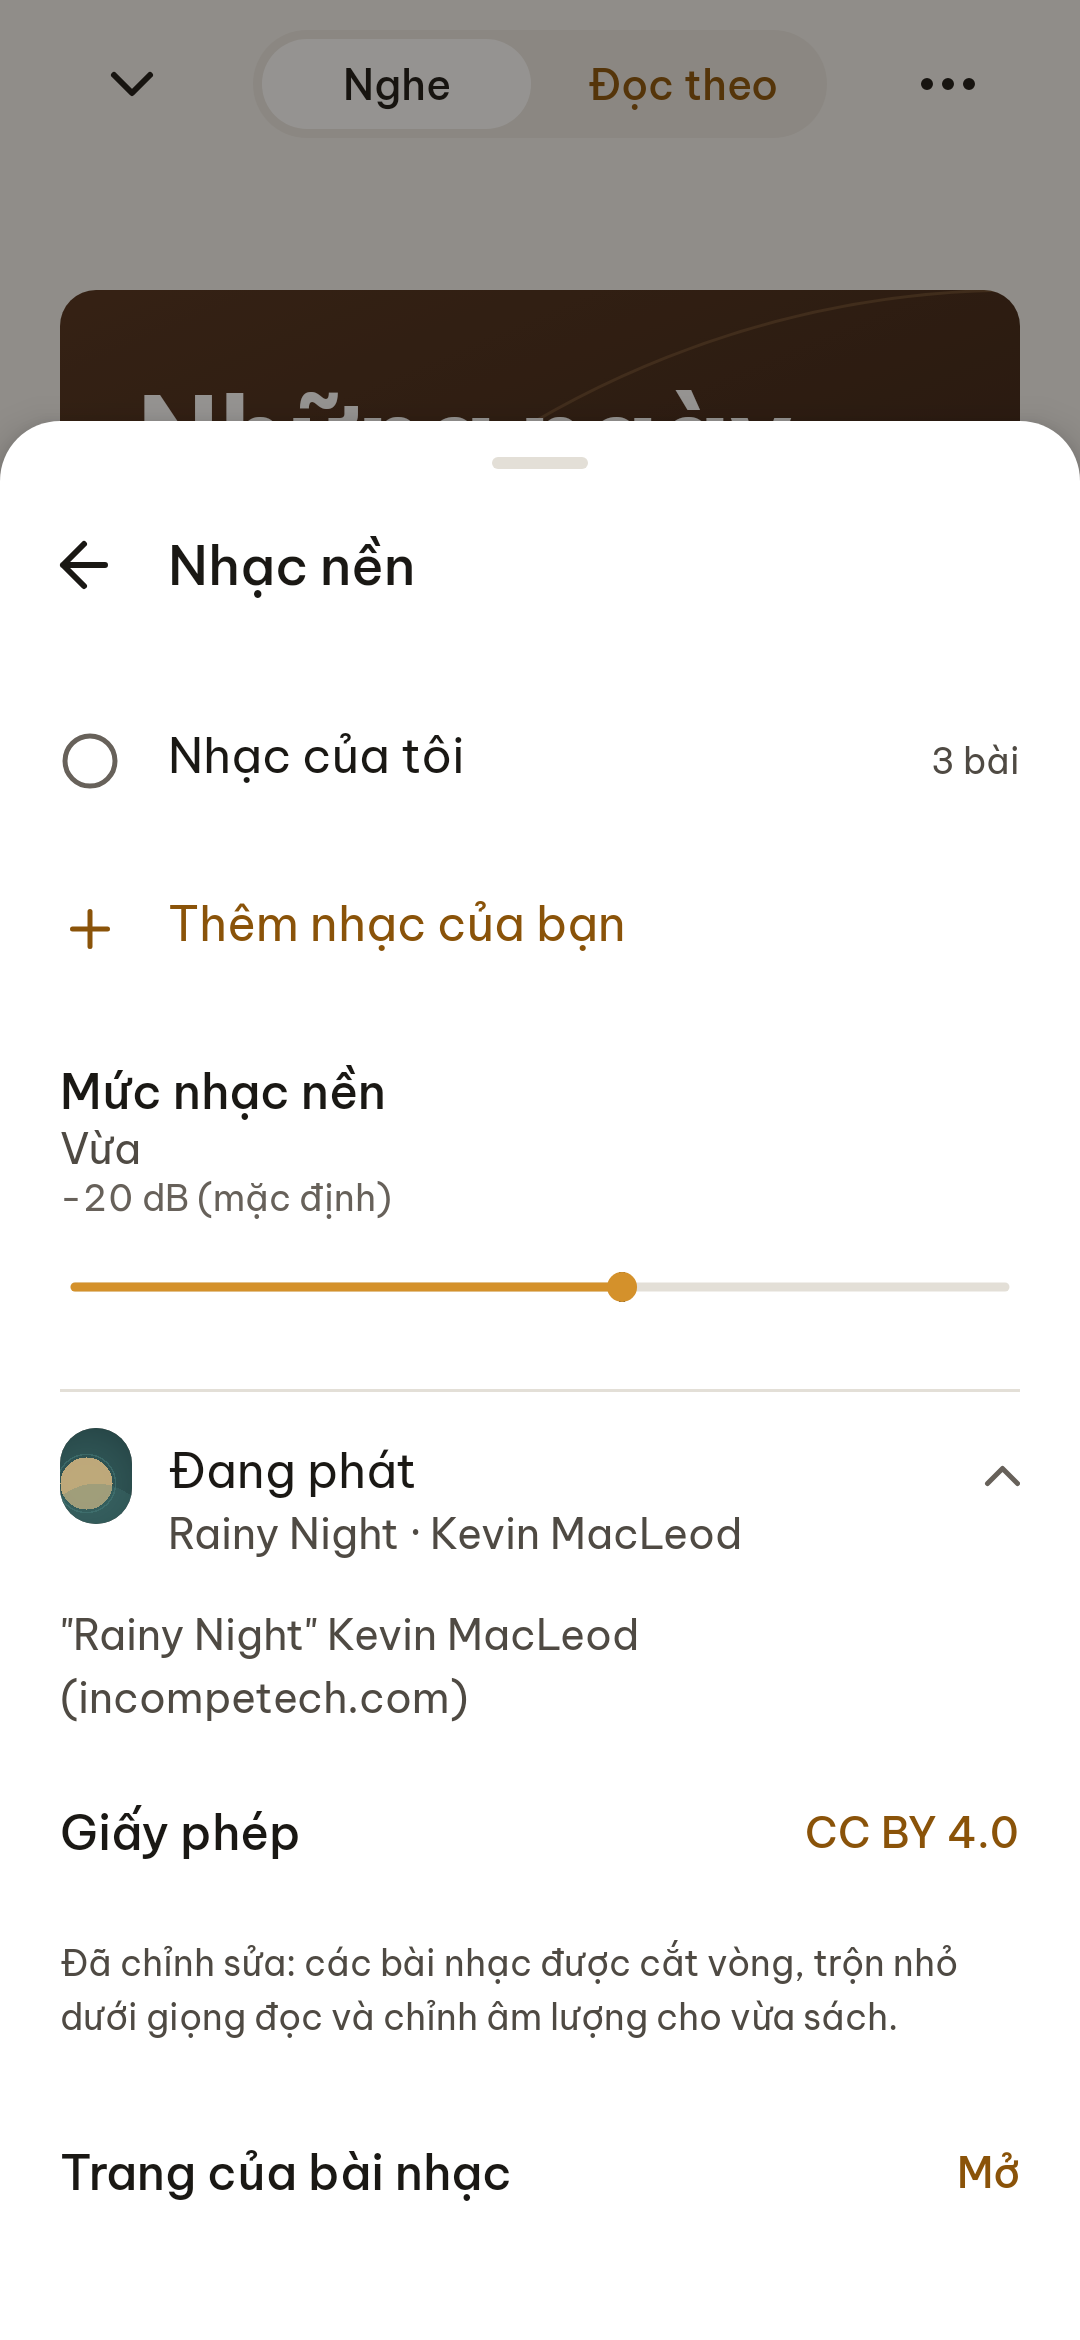 Nghe
Đọc theo
Những ngày
Nhạc nền
Nhạc của tôi
3 bài
Thêm nhạc của bạn
Mức nhạc nền
Vừa
-20 dB (mặc định)
Đang phát
Rainy Night · Kevin MacLeod
"Rainy Night" Kevin MacLeod
(incompetech.com)
Giấy phép
CC BY 4.0
Đã chỉnh sửa: các bài nhạc được cắt vòng, trộn nhỏ
dưới giọng đọc và chỉnh âm lượng cho vừa sách.
Trang của bài nhạc
Mở